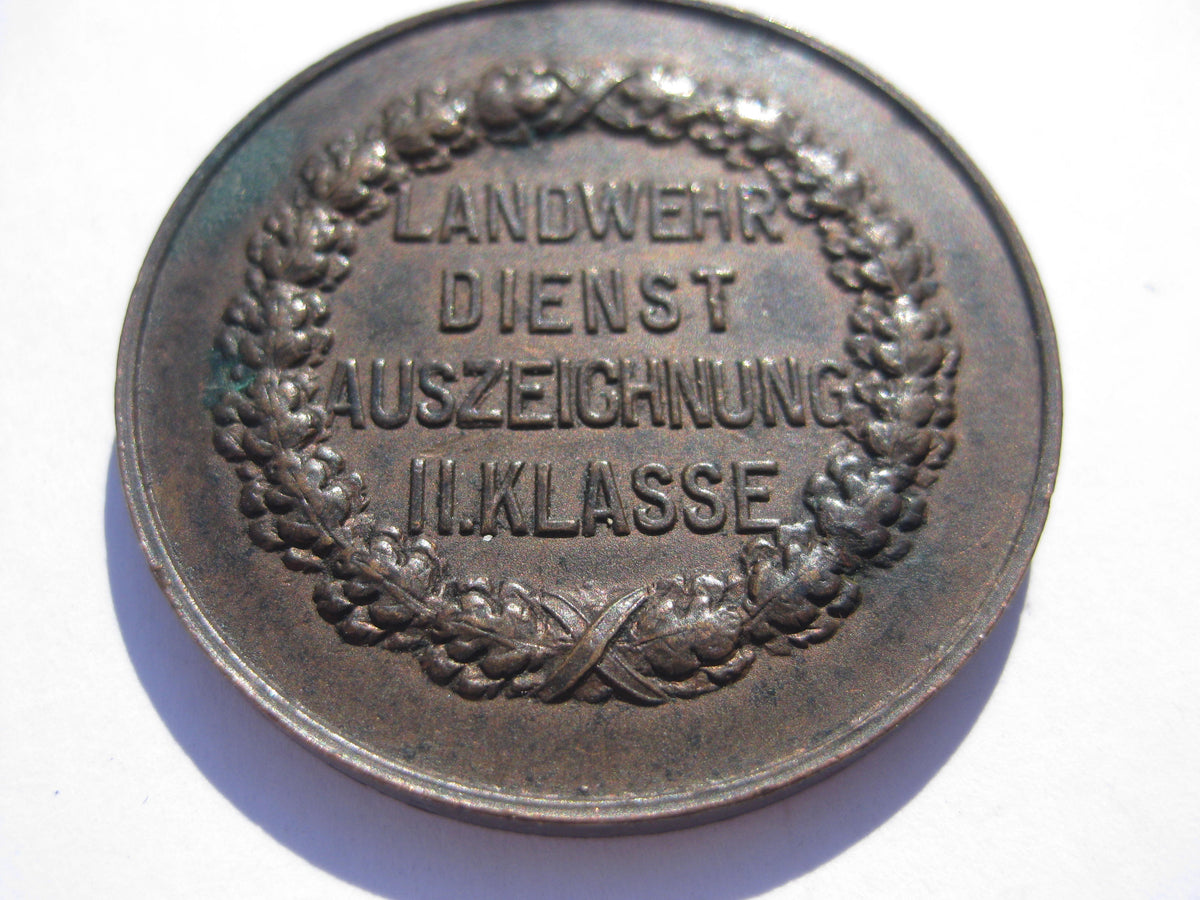 LANDWEHR
DIENST
AUSZEICHNUNG
II.KLASSE